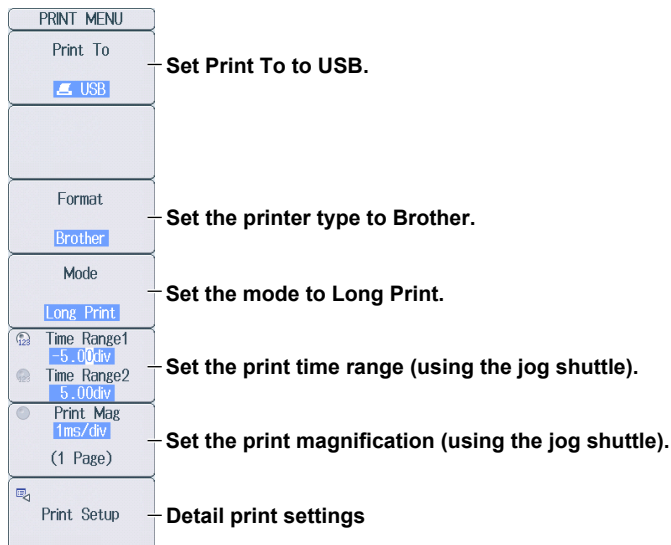 PRINT MENU
Print To
USB
Set Print To to USB.
Format
Brother
Set the printer type to Brother.
Mode
Long Print
Set the mode to Long Print.
Time Range1
-5.00div
Time Range2
5.00div
Set the print time range (using the jog shuttle).
Print Mag
1ms/div
(1 Page)
Set the print magnification (using the jog shuttle).
Print Setup
Detail print settings